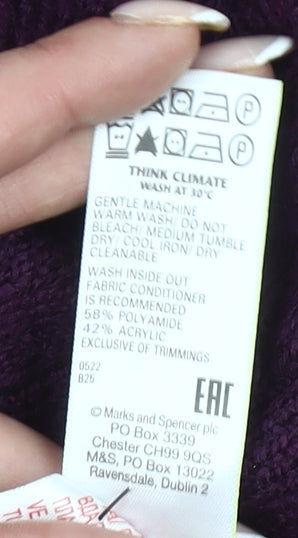 THINK CLIMATE
WASH AT 30°C
GENTLE MACHINE
WARM WASH/ DO NOT
BLEACH/ MEDIUM TUMBLE
DRY/ COOL IRON/ DRY
CLEANABLE
WASH INSIDE OUT
FABRIC CONDITIONER
IS RECOMMENDED
58% POLYAMIDE
42% ACRYLIC
EXCLUSIVE OF TRIMMINGS
0522
B25
EAC
© Marks and Spencer plc
PO Box 3339
Chester CH99 9QS
M&S, PO Box 13022
Ravensdale, Dublin 2